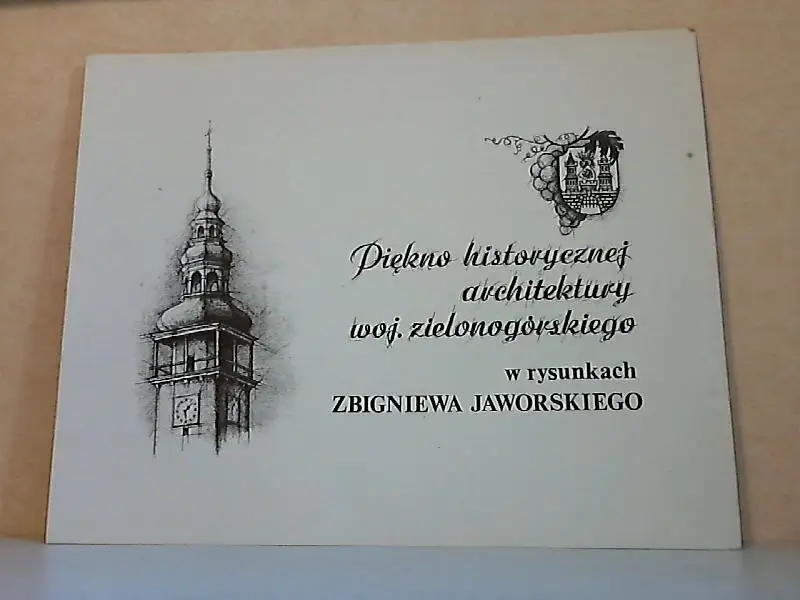 Piękno historycznej
architektury
woj. zielonogórskiego
w rysunkach
ZBIGNIEWA JAWORSKIEGO